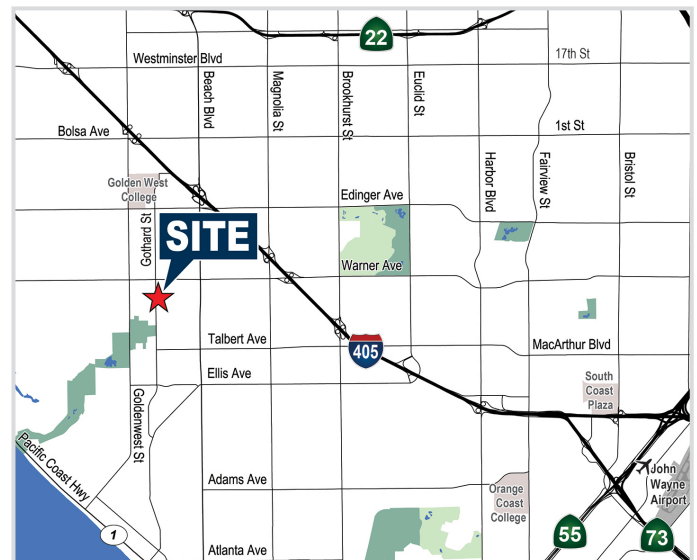 22
Westminster Blvd
17th St
Beach Blvd
Magnolia St
Brookhurst St
Euclid St
Bolsa Ave
1st St
Harbor Blvd
Fairview St
Bristol St
Golden West
College
Edinger Ave
Gothard St
SITE
Warner Ave
Talbert Ave
405
MacArthur Blvd
Ellis Ave
South
Coast
Plaza
Goldenwest St
Pacific Coast Hwy
Adams Ave
Orange
Coast
College
John
Wayne
Airport
1
55
73
Atlanta Ave